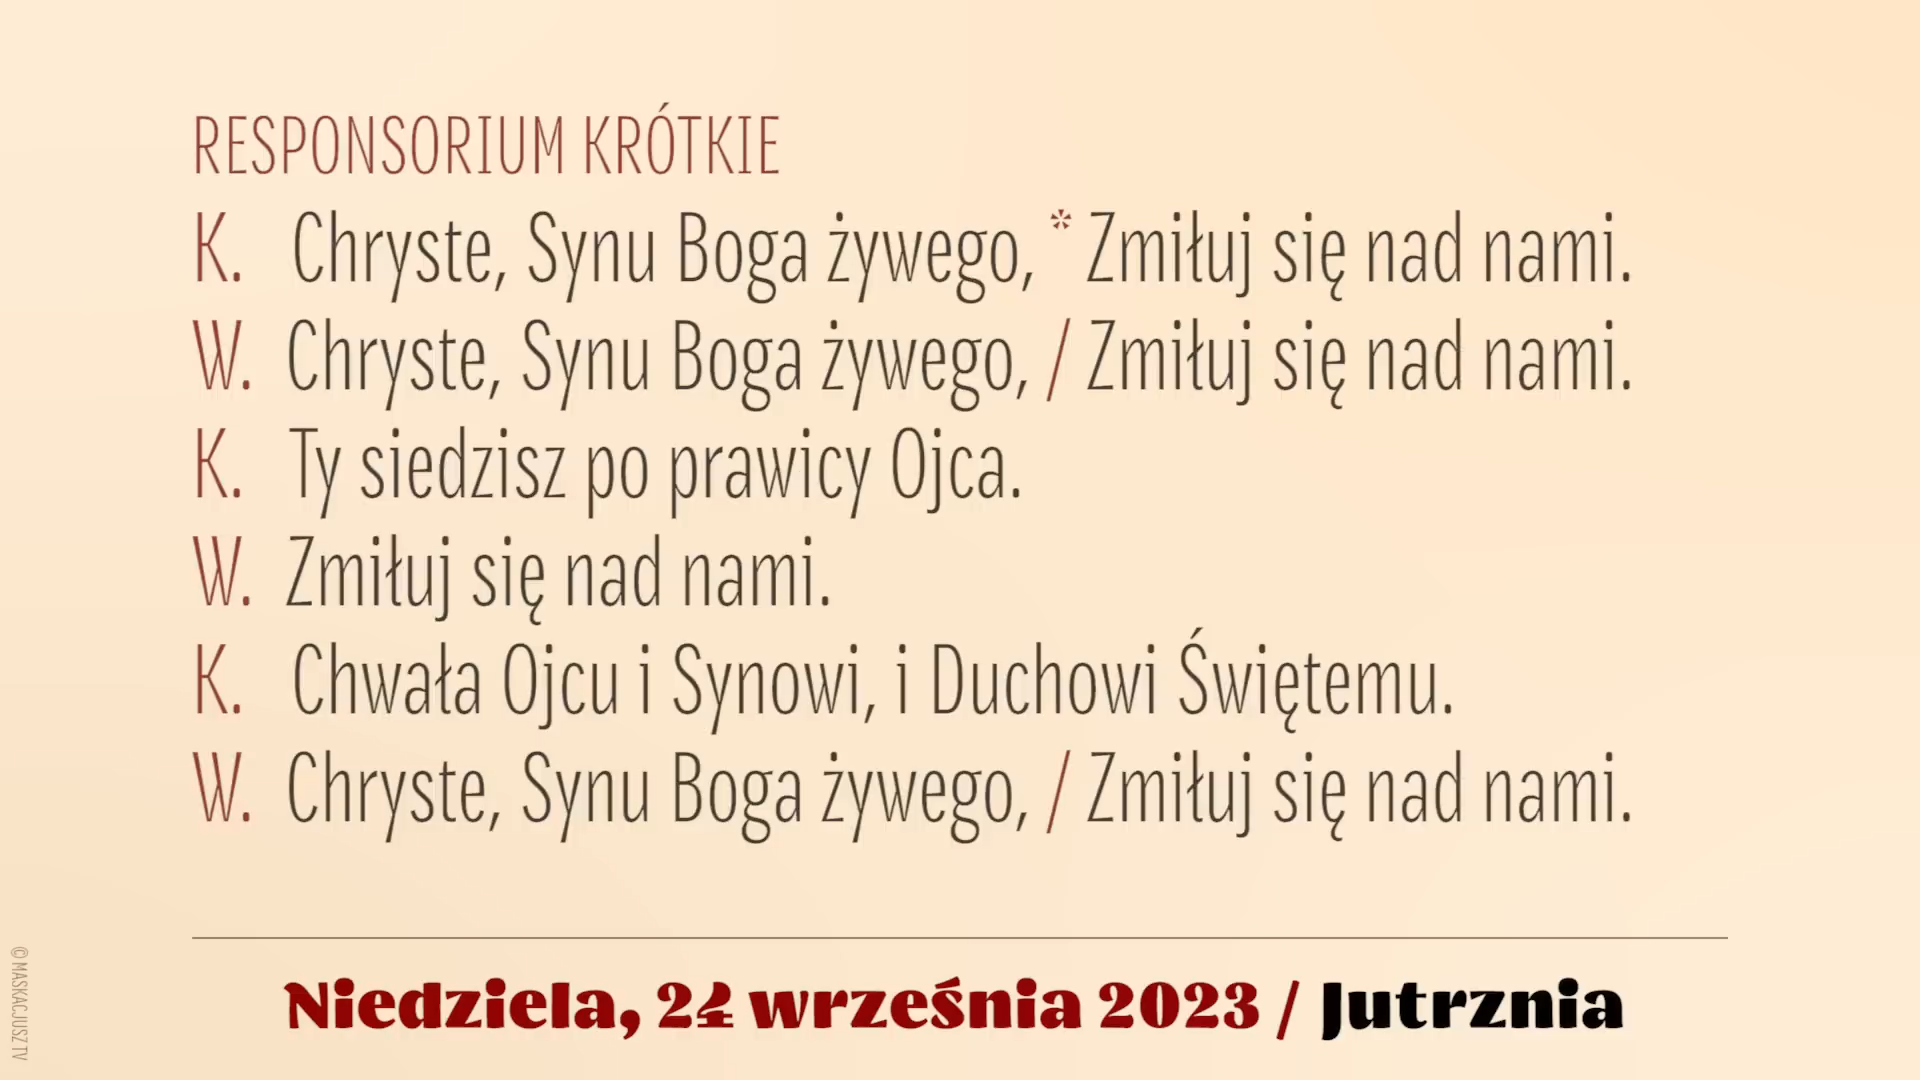 RESPONSORIUM KRÓTKIE
K. Chryste, Synu Boga żywego, * Zmiłuj się nad nami.
W. Chryste, Synu Boga żywego, / Zmiłuj się nad nami.
K. Ty siedzisz po prawicy Ojca.
W. Zmiłuj się nad nami.
K. Chwała Ojcu i Synowi, i Duchowi Świętemu.
W. Chryste, Synu Boga żywego, / Zmiłuj się nad nami.
Niedziela, 24 września 2023 / Jutrznia
© MASKACJUSZ TV